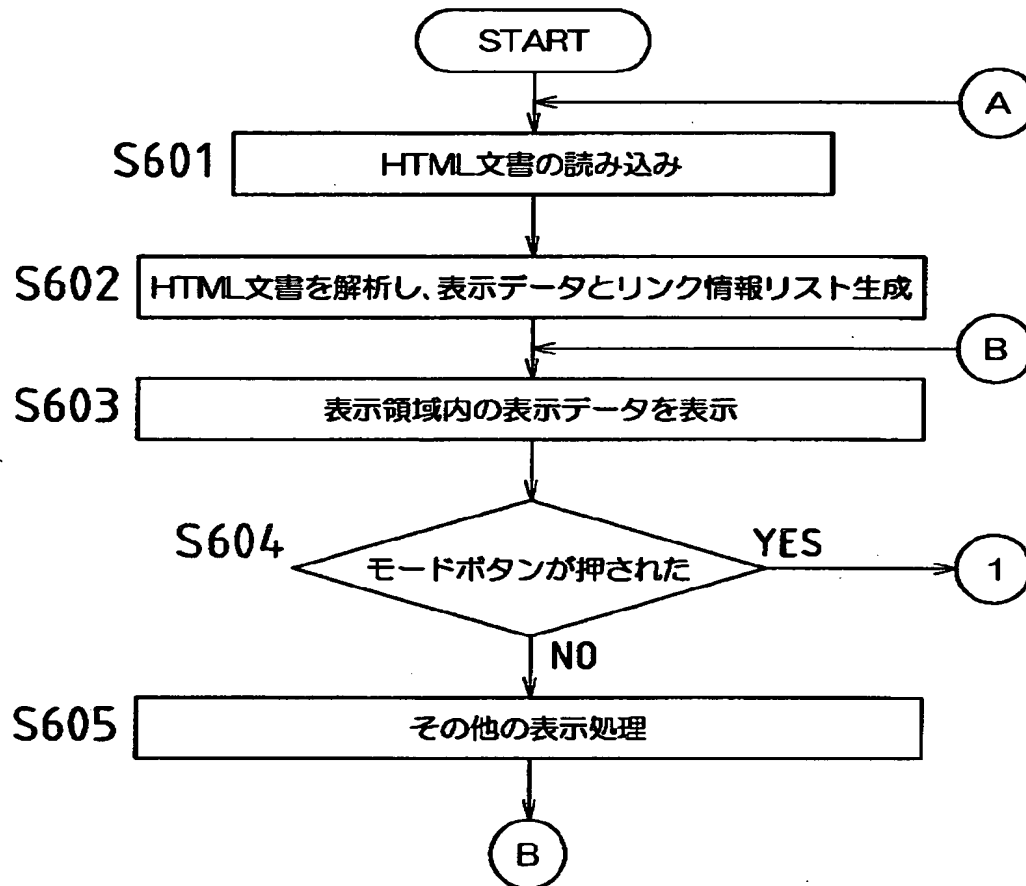 START
A
S601 HTML文書の読み込み
S602 HTML文書を解析し、表示データとリンク情報リスト生成
B
S603 表示領域内の表示データを表示
S604 モードボタンが押された YES 1
NO
S605 その他の表示処理
B